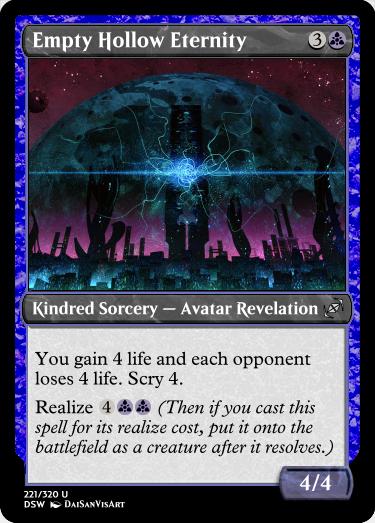 Empty Hollow Eternity 3
Kindred Sorcery — Avatar Revelation
You gain 4 life and each opponent
loses 4 life. Scry 4.
Realize 4 (Then if you cast this
spell for its realize cost, put it onto the
battlefield as a creature after it resolves.)
4/4
221/320 U
DSW DaiSanVisArt